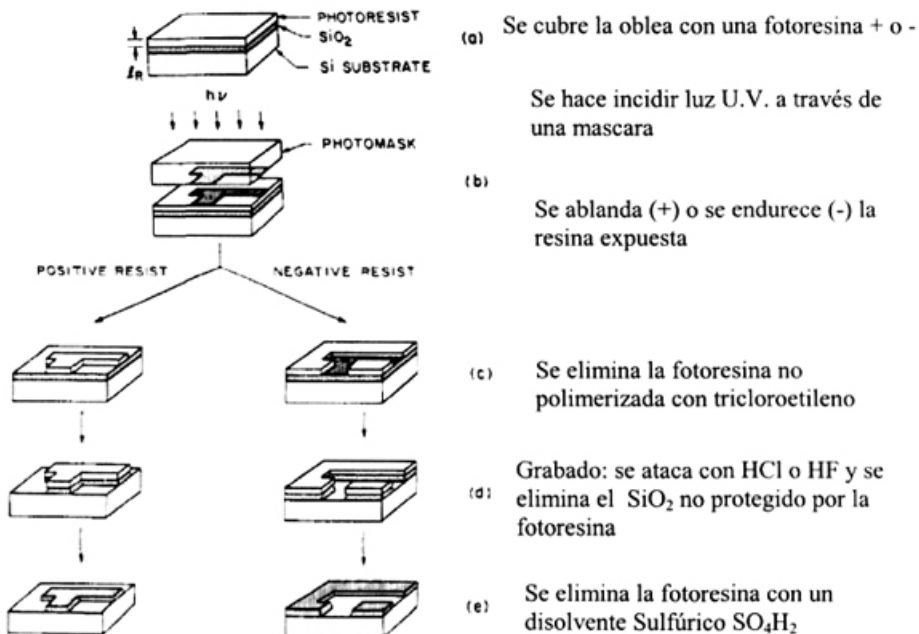 PHOTORESIST
SiO₂
Si SUBSTRATE
lR
(a) Se cubre la oblea con una fotoresina + o -
hν
PHOTOMASK
Se hace incidir luz U.V. a través de
una mascara
(b)
Se ablanda (+) o se endurece (-) la
resina expuesta
POSITIVE RESIST
NEGATIVE RESIST
(c) Se elimina la fotoresina no
polimerizada con tricloroetileno
(d) Grabado: se ataca con HCl o HF y se
elimina el SiO₂ no protegido por la
fotoresina
(e) Se elimina la fotoresina con un
disolvente Sulfúrico SO₄H₂